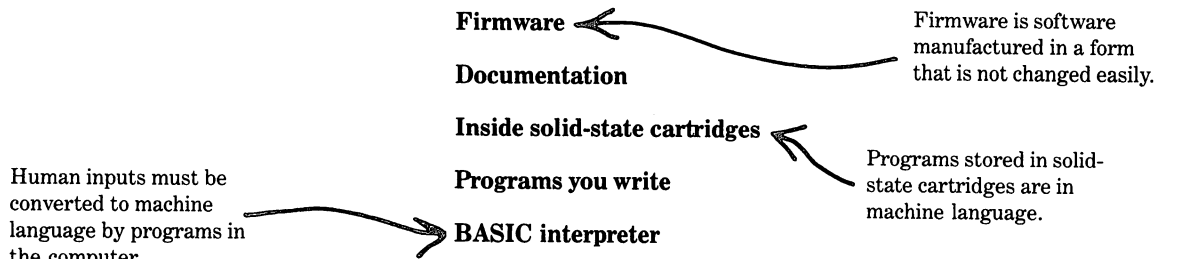 Firmware
Firmware is software
manufactured in a form
that is not changed easily.
Documentation
Inside solid-state cartridges
Programs stored in solid-
state cartridges are in
machine language.
Programs you write
Human inputs must be
converted to machine
language by programs in
the computer
BASIC interpreter